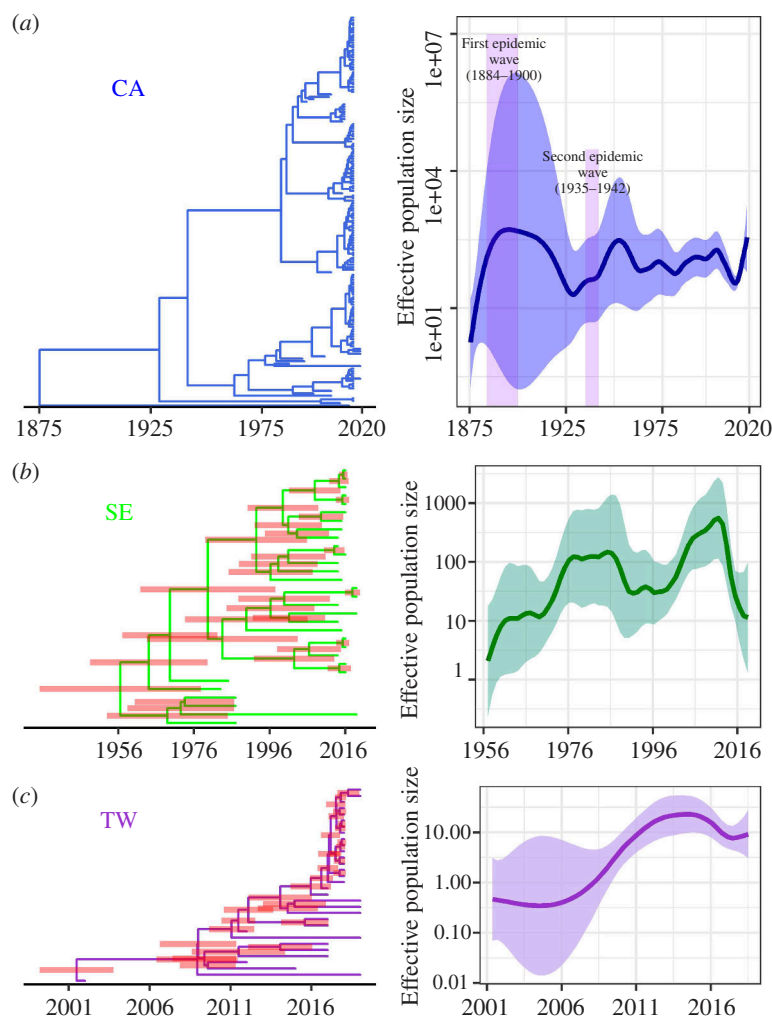 (a)
CA
1875 1925 1975 2020
Effective population size
1e+07
1e+04
1e+01
First epidemic
wave
(1884–1900)
Second epidemic
wave
(1935–1942)
1875 1925 1975 2020
(b)
SE
1956 1976 1996 2016
Effective population size
1000
100
10
1
1956 1976 1996 2016
(c)
TW
2001 2006 2011 2016
Effective population size
10.00
1.00
0.10
0.01
2001 2006 2011 2016